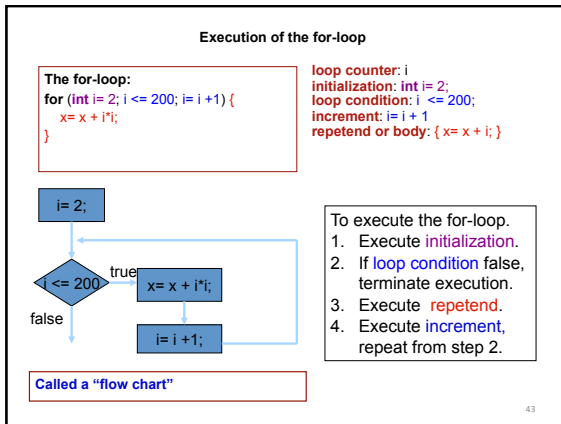 Execution of the for-loop
The for-loop:
for (int i= 2; i <= 200; i= i +1) {
x= x + i*i;
}
loop counter: i
initialization: int i= 2;
loop condition: i <= 200;
increment: i= i + 1
repetend or body: { x= x + i; }
i= 2;
i <= 200
true
x= x + i*i;
false
i= i +1;
To execute the for-loop.
1. Execute initialization.
2. If loop condition false,
terminate execution.
3. Execute repetend.
4. Execute increment,
repeat from step 2.
Called a “flow chart”
43